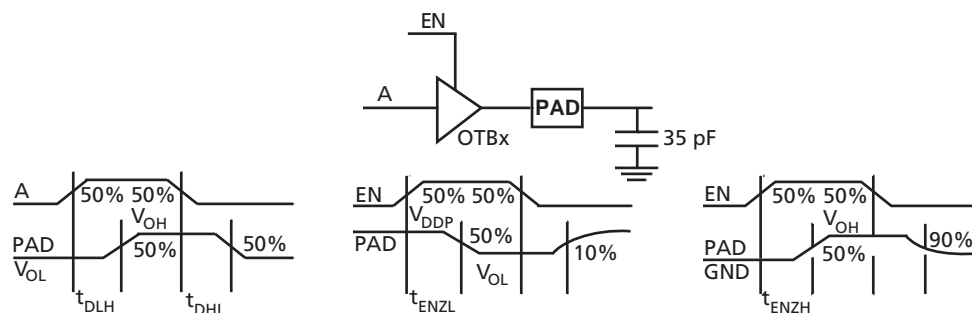 EN
A
PAD
OTBx
35 pF
A
50% 50%
V_OH
PAD
50%
50%
V_OL
t_DLH
t_DHL
EN
50% 50%
V_DDP
PAD
50%
10%
V_OL
t_ENZL
EN
50% 50%
V_OH
PAD
50%
90%
GND
t_ENZH